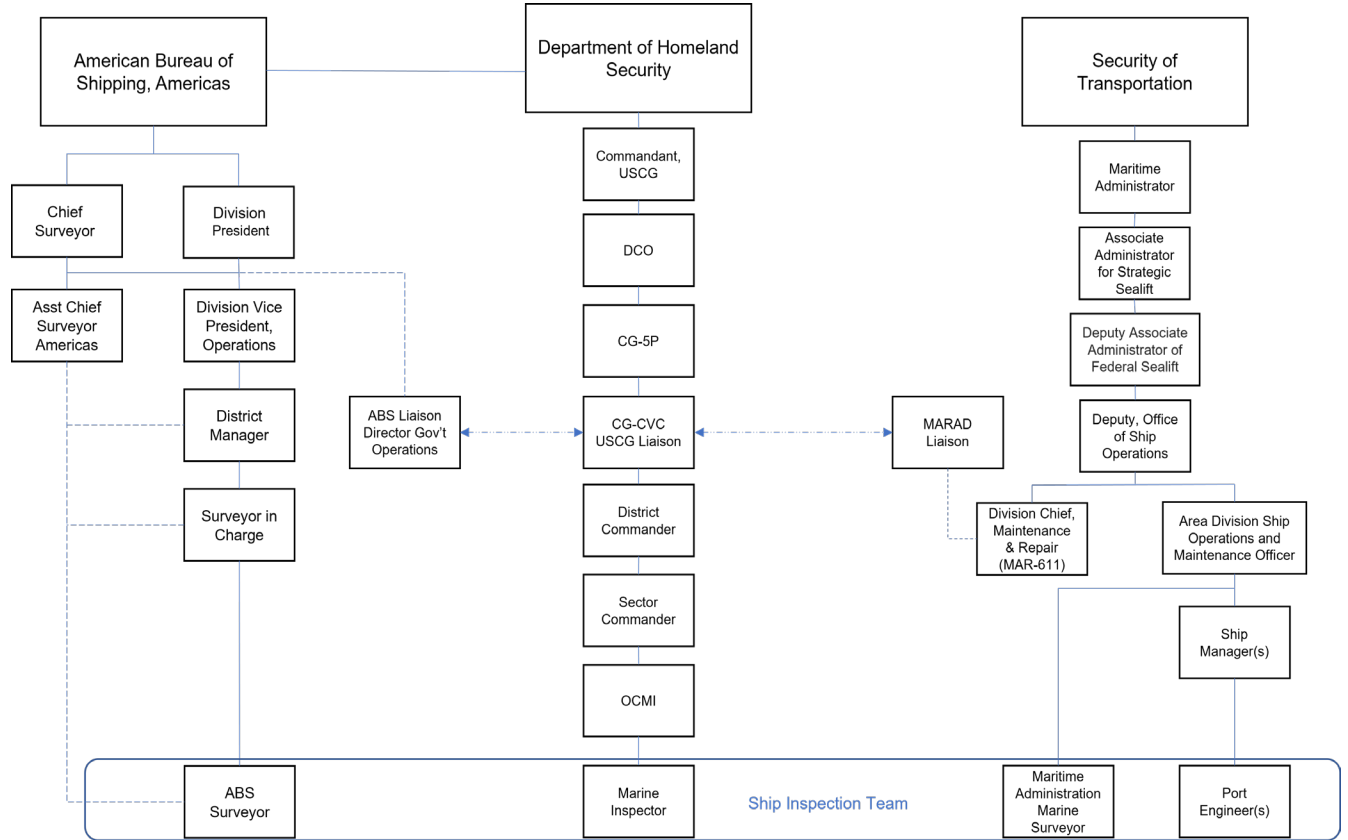 American Bureau of
Shipping, Americas
Department of Homeland
Security
Security of
Transportation
Commandant,
USCG
Maritime
Administrator
Chief
Surveyor
Division
President
DCO
Associate
Administrator
for Strategic
Sealift
Asst Chief
Surveyor
Americas
Division Vice
President,
Operations
CG-5P
Deputy Associate
Administrator of
Federal Sealift
District
Manager
ABS Liaison
Director Gov't
Operations
CG-CVC
USCG Liaison
MARAD
Liaison
Deputy, Office
of Ship
Operations
Surveyor in
Charge
District
Commander
Division Chief,
Maintenance
& Repair
(MAR-611)
Area Division Ship
Operations and
Maintenance Officer
Sector
Commander
Ship
Manager(s)
OCMI
ABS
Surveyor
Marine
Inspector
Ship Inspection Team
Maritime
Administration
Marine
Surveyor
Port
Engineer(s)